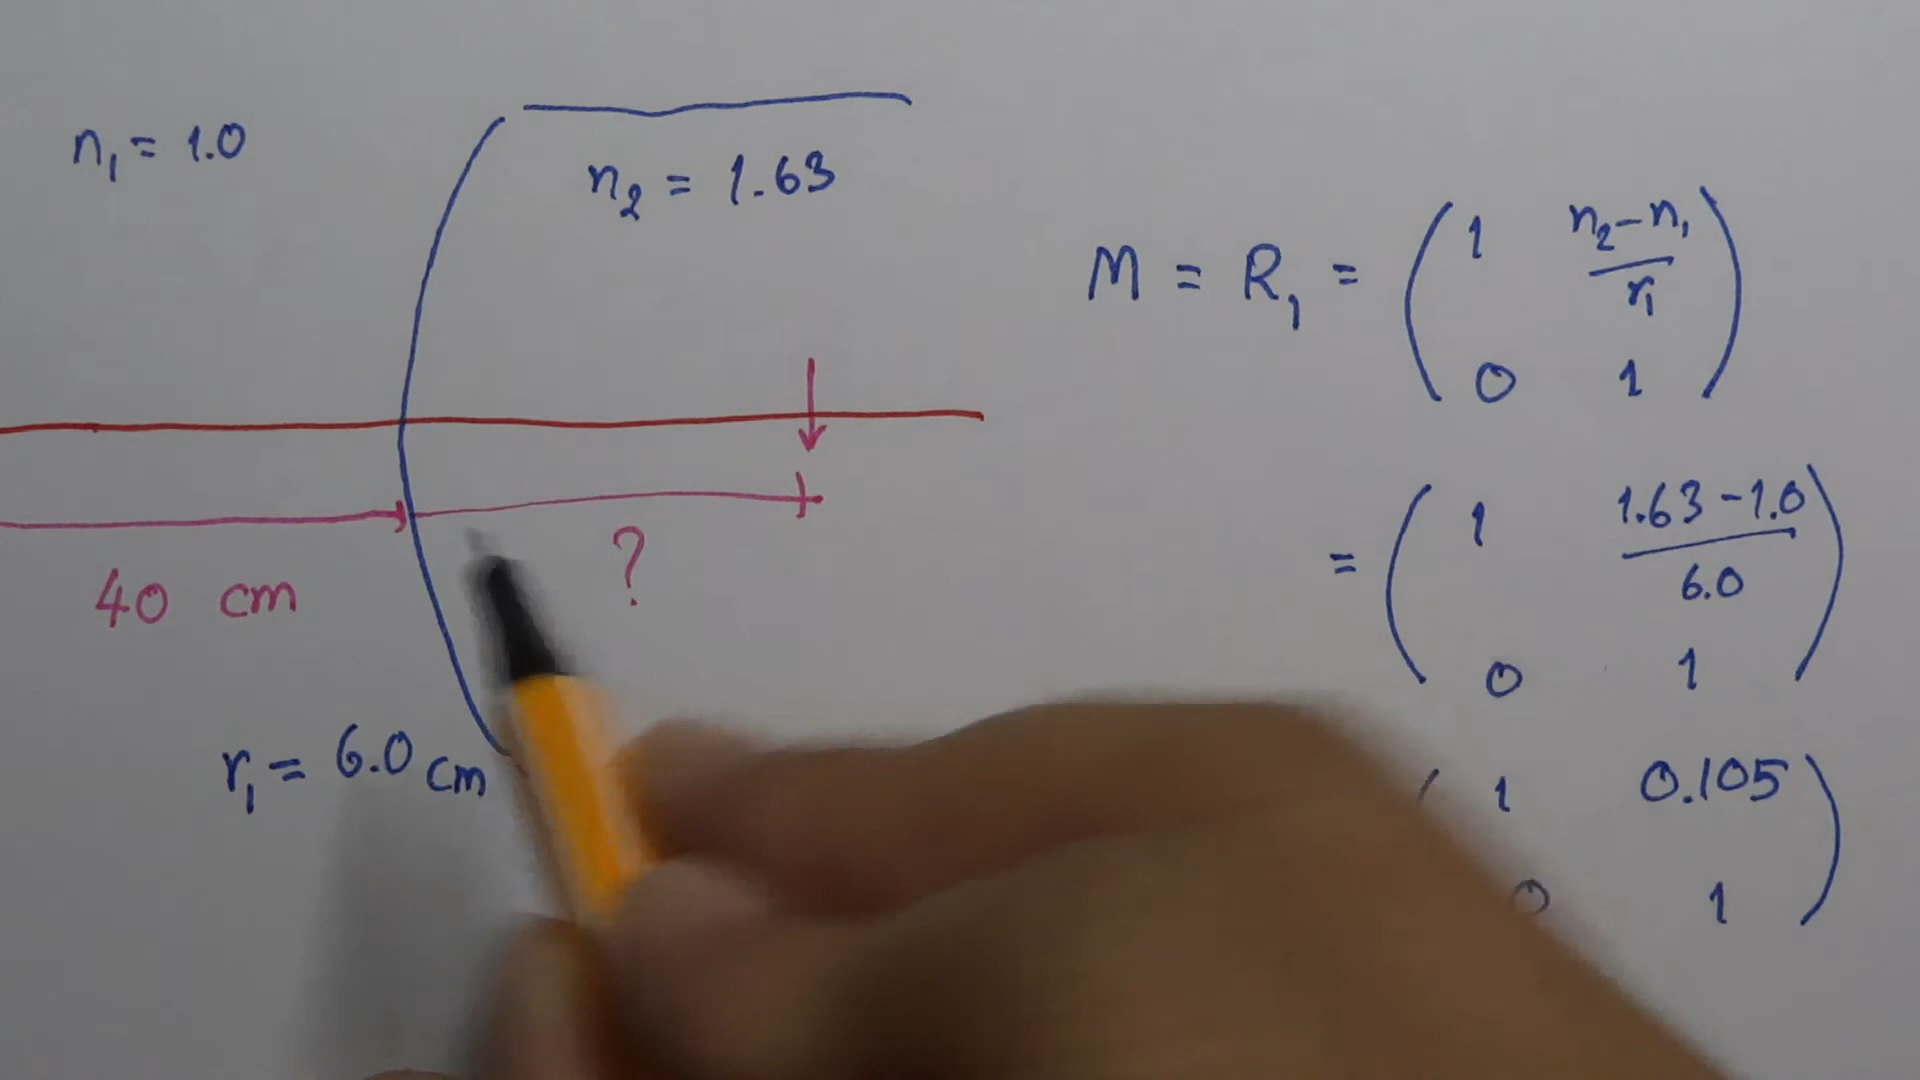 n₁ = 1.0
n₂ = 1.63
40 cm
?
r₁ = 6.0 cm
M = R₁ = ( 1 (n₂-n₁)/r₁
0 1 )
= ( 1 (1.63-1.0)/6.0
0 1 )
( 1 0.105
0 1 )